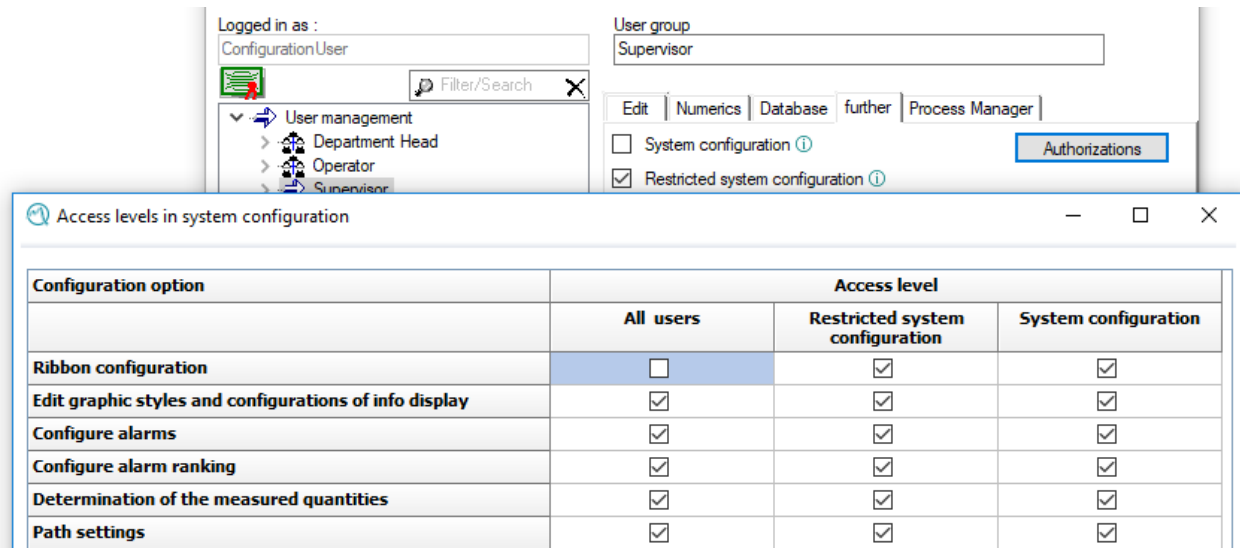 Logged in as :
User group
ConfigurationUser
Supervisor
Filter/Search
Edit Numerics Database further Process Manager
User management
Department Head
System configuration
Authorizations
Operator
Restricted system configuration
Supervisor
Access levels in system configuration
Configuration option
Access level
All users
Restricted system
configuration
System configuration
Ribbon configuration
Edit graphic styles and configurations of info display
Configure alarms
Configure alarm ranking
Determination of the measured quantities
Path settings